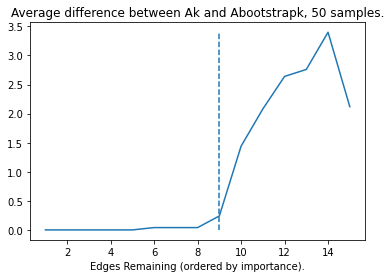 Average difference between Ak and Abootstrapk, 50 samples.
3.5
3.0
2.5
2.0
1.5
1.0
0.5
0.0
2 4 6 8 10 12 14
Edges Remaining (ordered by importance).